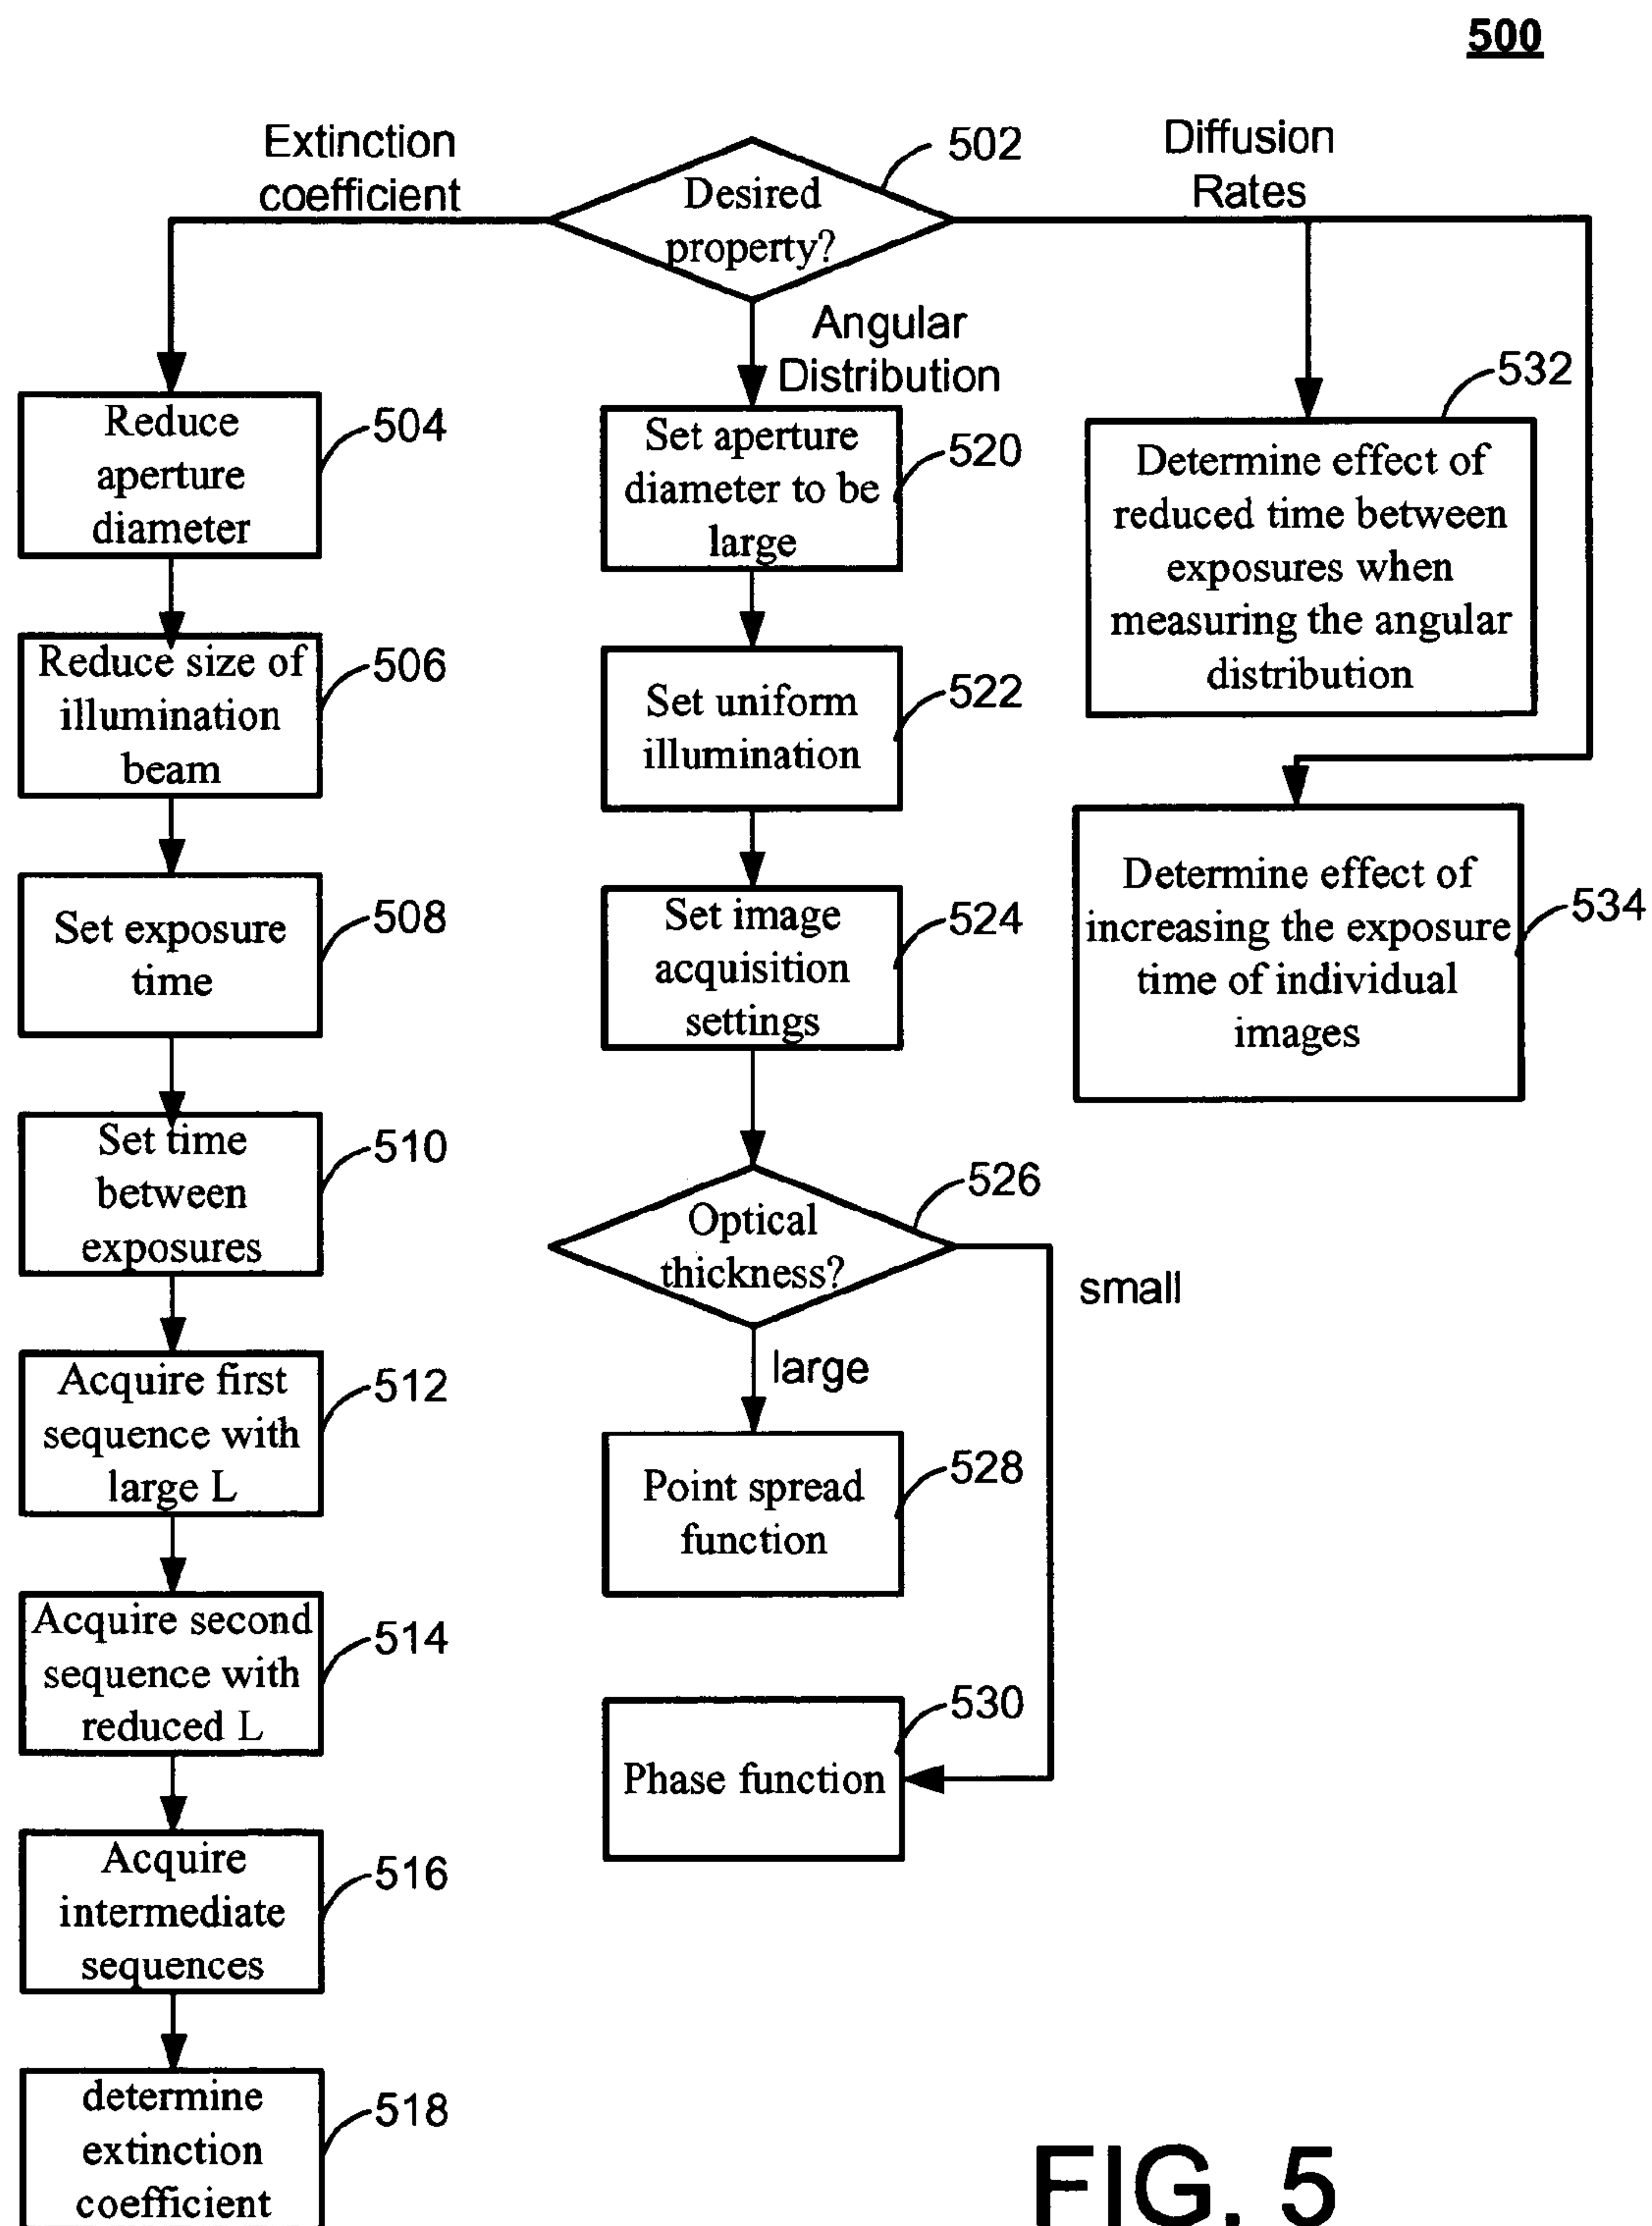 500
Extinction
coefficient
502
Desired
property?
Diffusion
Rates
Angular
Distribution
Reduce
aperture
diameter
504
Reduce size of
illumination
beam
506
Set exposure
time
508
Set time
between
exposures
510
Acquire first
sequence with
large L
512
Acquire second
sequence with
reduced L
514
Acquire
intermediate
sequences
516
determine
extinction
coefficient
518
Set aperture
diameter to be
large
520
Set uniform
illumination
522
Set image
acquisition
settings
524
Optical
thickness?
526
small
large
Point spread
function
528
Phase function
530
532
Determine effect of
reduced time between
exposures when
measuring the angular
distribution
Determine effect of
increasing the exposure
time of individual
images
534
FIG. 5